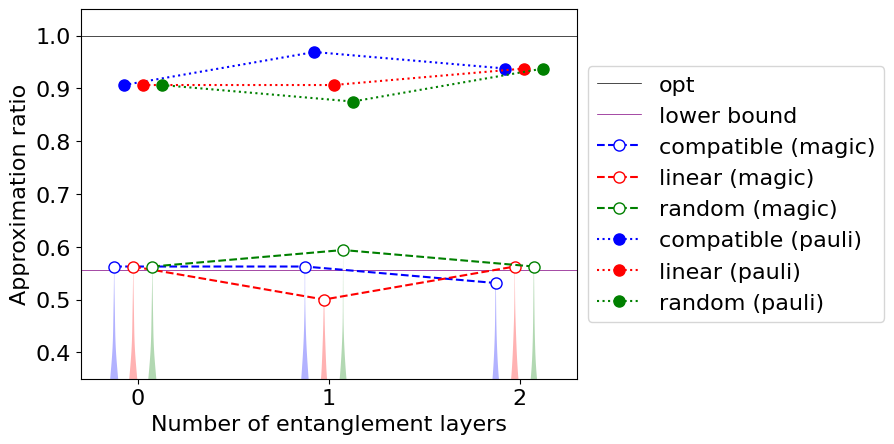 1.0
0.9
0.8
0.7
0.6
0.5
0.4
Approximation ratio
0 1 2
Number of entanglement layers
opt
lower bound
compatible (magic)
linear (magic)
random (magic)
compatible (pauli)
linear (pauli)
random (pauli)